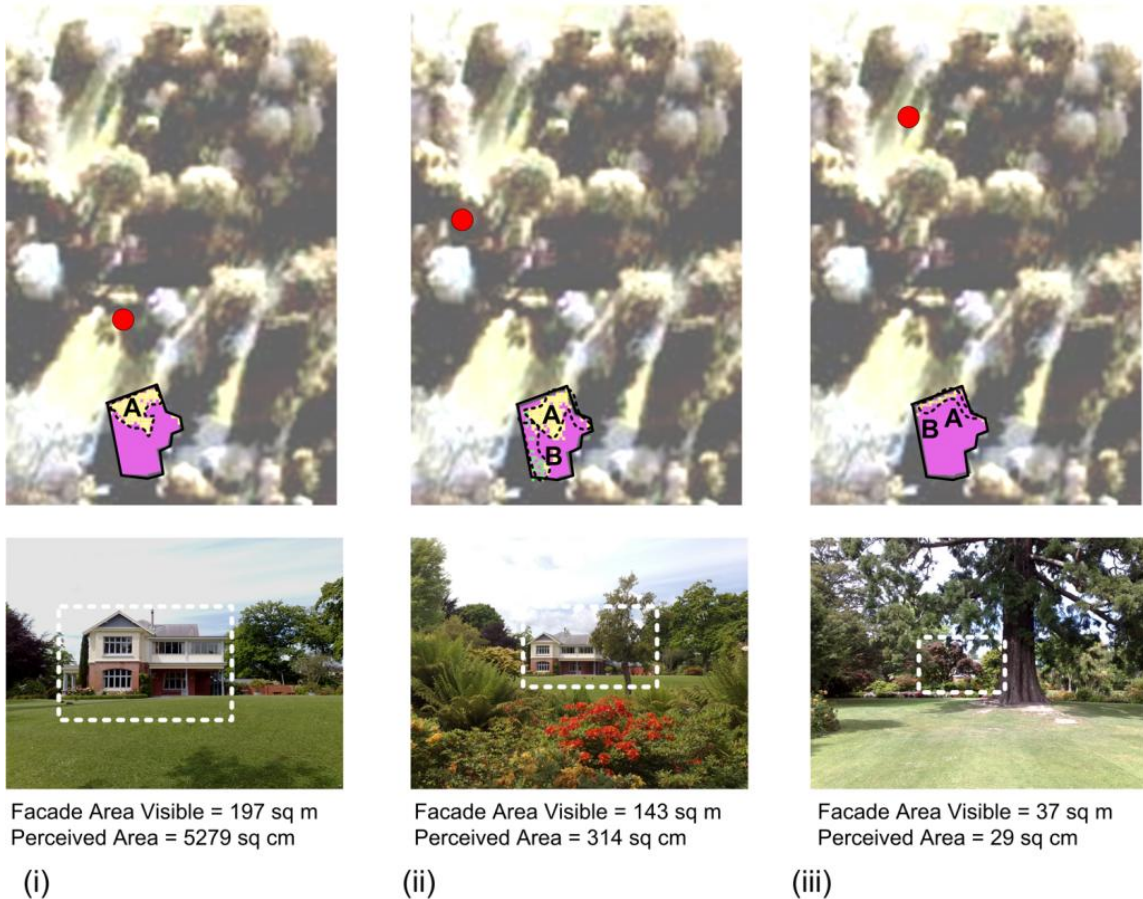 A
A
B
B
A
Facade Area Visible = 197 sq m
Perceived Area = 5279 sq cm
Facade Area Visible = 143 sq m
Perceived Area = 314 sq cm
Facade Area Visible = 37 sq m
Perceived Area = 29 sq cm
(i)
(ii)
(iii)